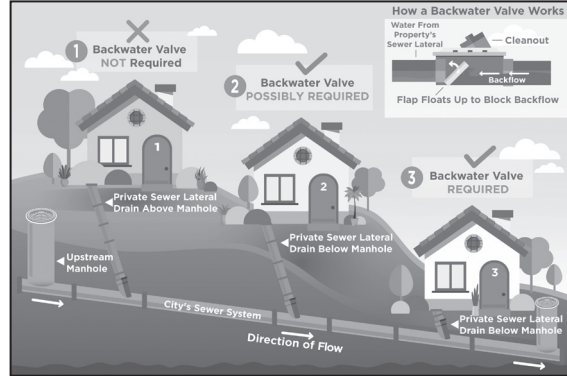 How a Backwater Valve Works
Water From
Property's
Sewer Lateral
Cleanout
Backflow
Flap Floats Up to Block Backflow
1
Backwater Valve
NOT Required
2
Backwater Valve
POSSIBLY REQUIRED
3
Backwater Valve
REQUIRED
1
2
3
Private Sewer Lateral
Drain Above Manhole
Private Sewer Lateral
Drain Below Manhole
Private Sewer Lateral
Drain Below Manhole
Upstream
Manhole
City's Sewer System
Direction of Flow